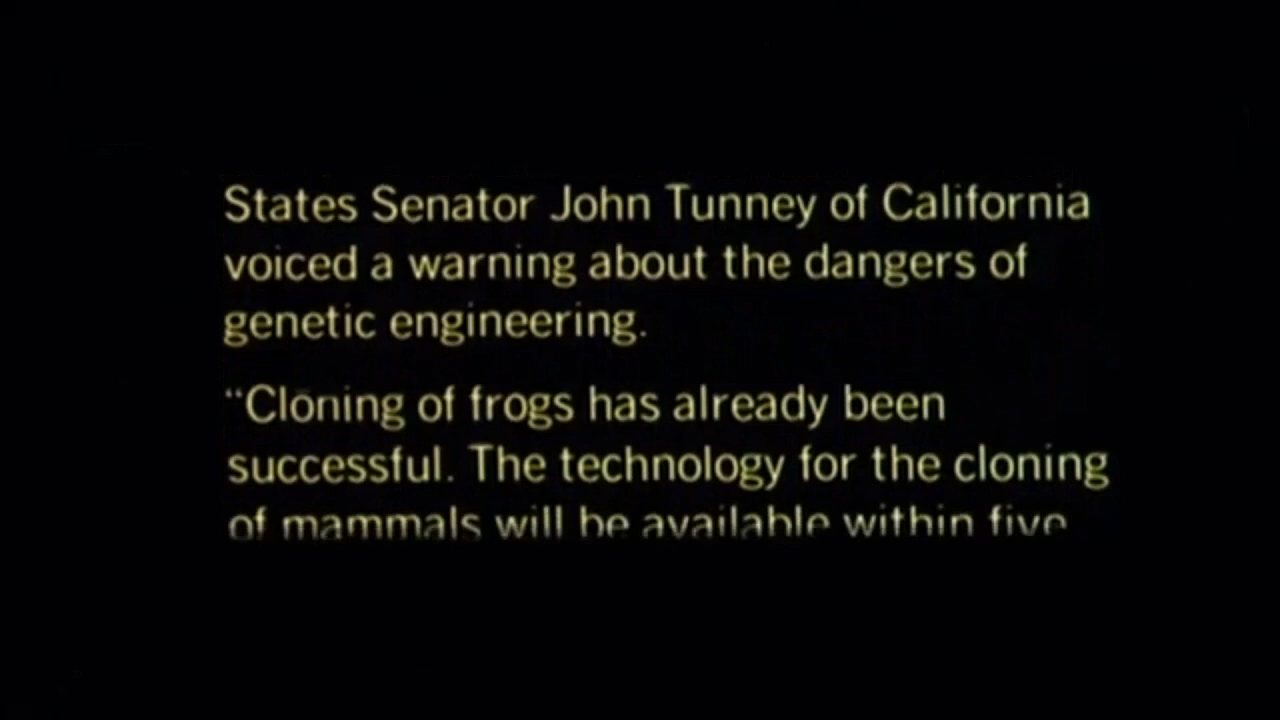 States Senator John Tunney of California
voiced a warning about the dangers of
genetic engineering.
“Cloning of frogs has already been
successful. The technology for the cloning
of mammals will be available within five